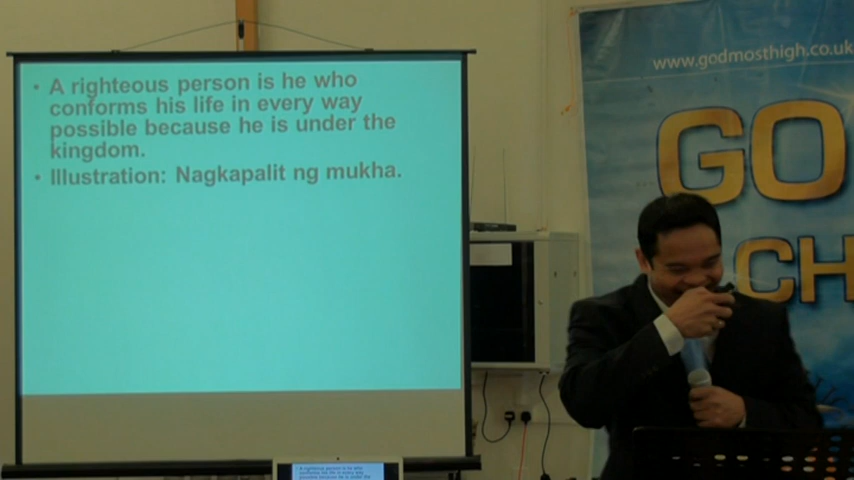 • A righteous person is he who
conforms his life in every way
possible because he is under the
kingdom.
• Illustration: Nagkapalit ng mukha.
www.godmosthigh.co.uk
GO
CH